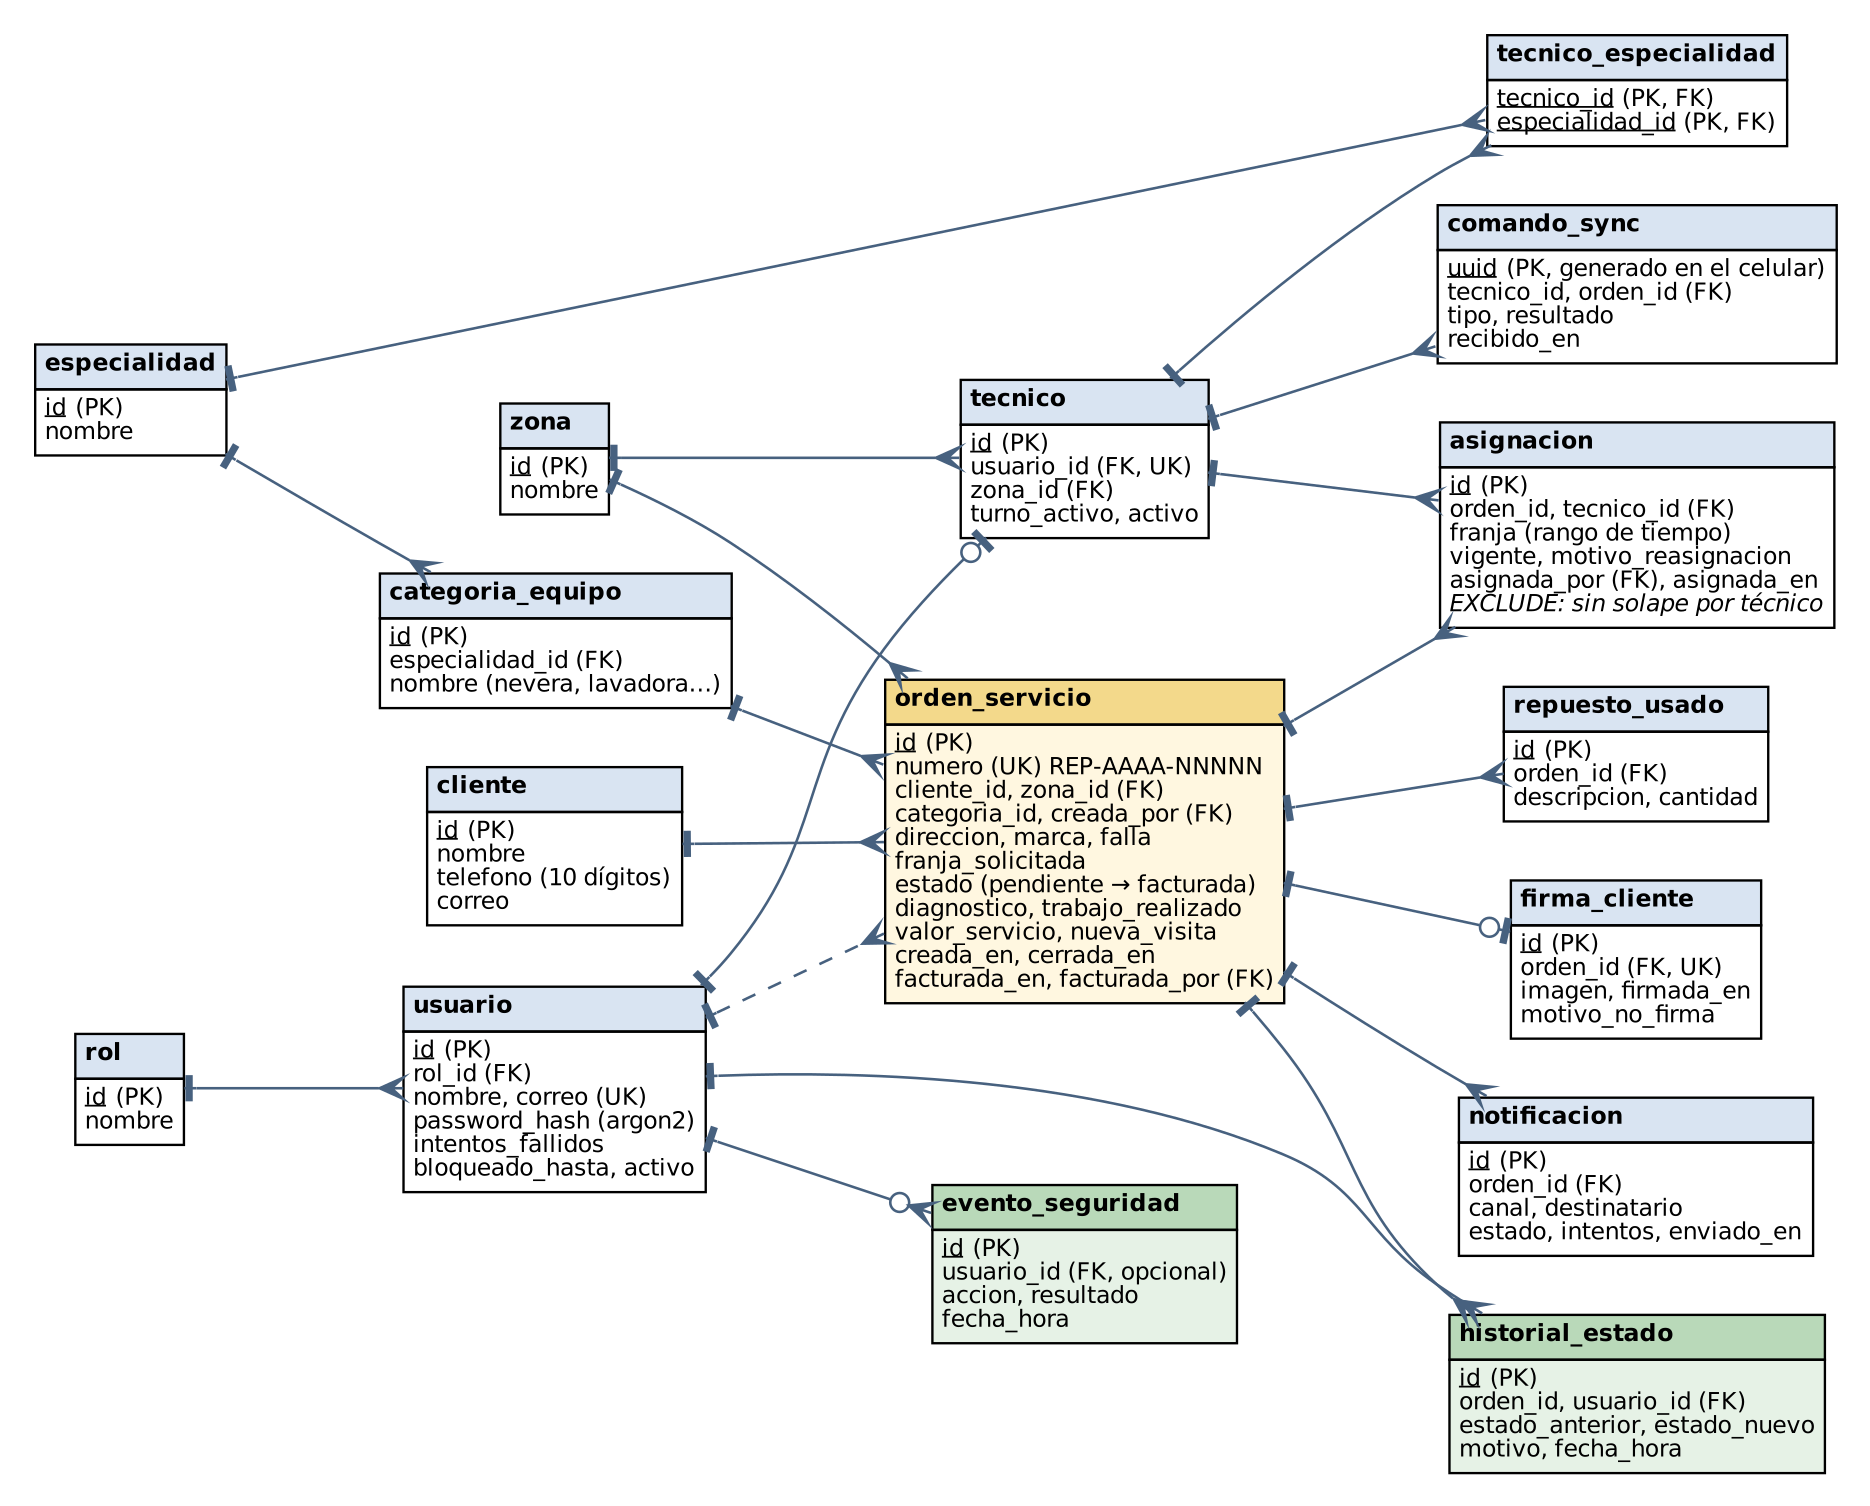 tecnico_especialidad
tecnico_id (PK, FK)
especialidad_id (PK, FK)
comando_sync
uuid (PK, generado en el celular)
tecnico_id, orden_id (FK)
tipo, resultado
recibido_en
especialidad
id (PK)
nombre
zona
id (PK)
nombre
tecnico
id (PK)
usuario_id (FK, UK)
zona_id (FK)
turno_activo, activo
asignacion
id (PK)
orden_id, tecnico_id (FK)
franja (rango de tiempo)
vigente, motivo_reasignacion
asignada_por (FK), asignada_en
EXCLUDE: sin solape por técnico
categoria_equipo
id (PK)
especialidad_id (FK)
nombre (nevera, lavadora...)
orden_servicio
id (PK)
numero (UK) REP-AAAA-NNNNN
cliente_id, zona_id (FK)
categoria_id, creada_por (FK)
direccion, marca, falla
franja_solicitada
estado (pendiente → facturada)
diagnostico, trabajo_realizado
valor_servicio, nueva_visita
creada_en, cerrada_en
facturada_en, facturada_por (FK)
repuesto_usado
id (PK)
orden_id (FK)
descripcion, cantidad
cliente
id (PK)
nombre
telefono (10 dígitos)
correo
firma_cliente
id (PK)
orden_id (FK, UK)
imagen, firmada_en
motivo_no_firma
rol
id (PK)
nombre
usuario
id (PK)
rol_id (FK)
nombre, correo (UK)
password_hash (argon2)
intentos_fallidos
bloqueado_hasta, activo
notificacion
id (PK)
orden_id (FK)
canal, destinatario
estado, intentos, enviado_en
evento_seguridad
id (PK)
usuario_id (FK, opcional)
accion, resultado
fecha_hora
historial_estado
id (PK)
orden_id, usuario_id (FK)
estado_anterior, estado_nuevo
motivo, fecha_hora